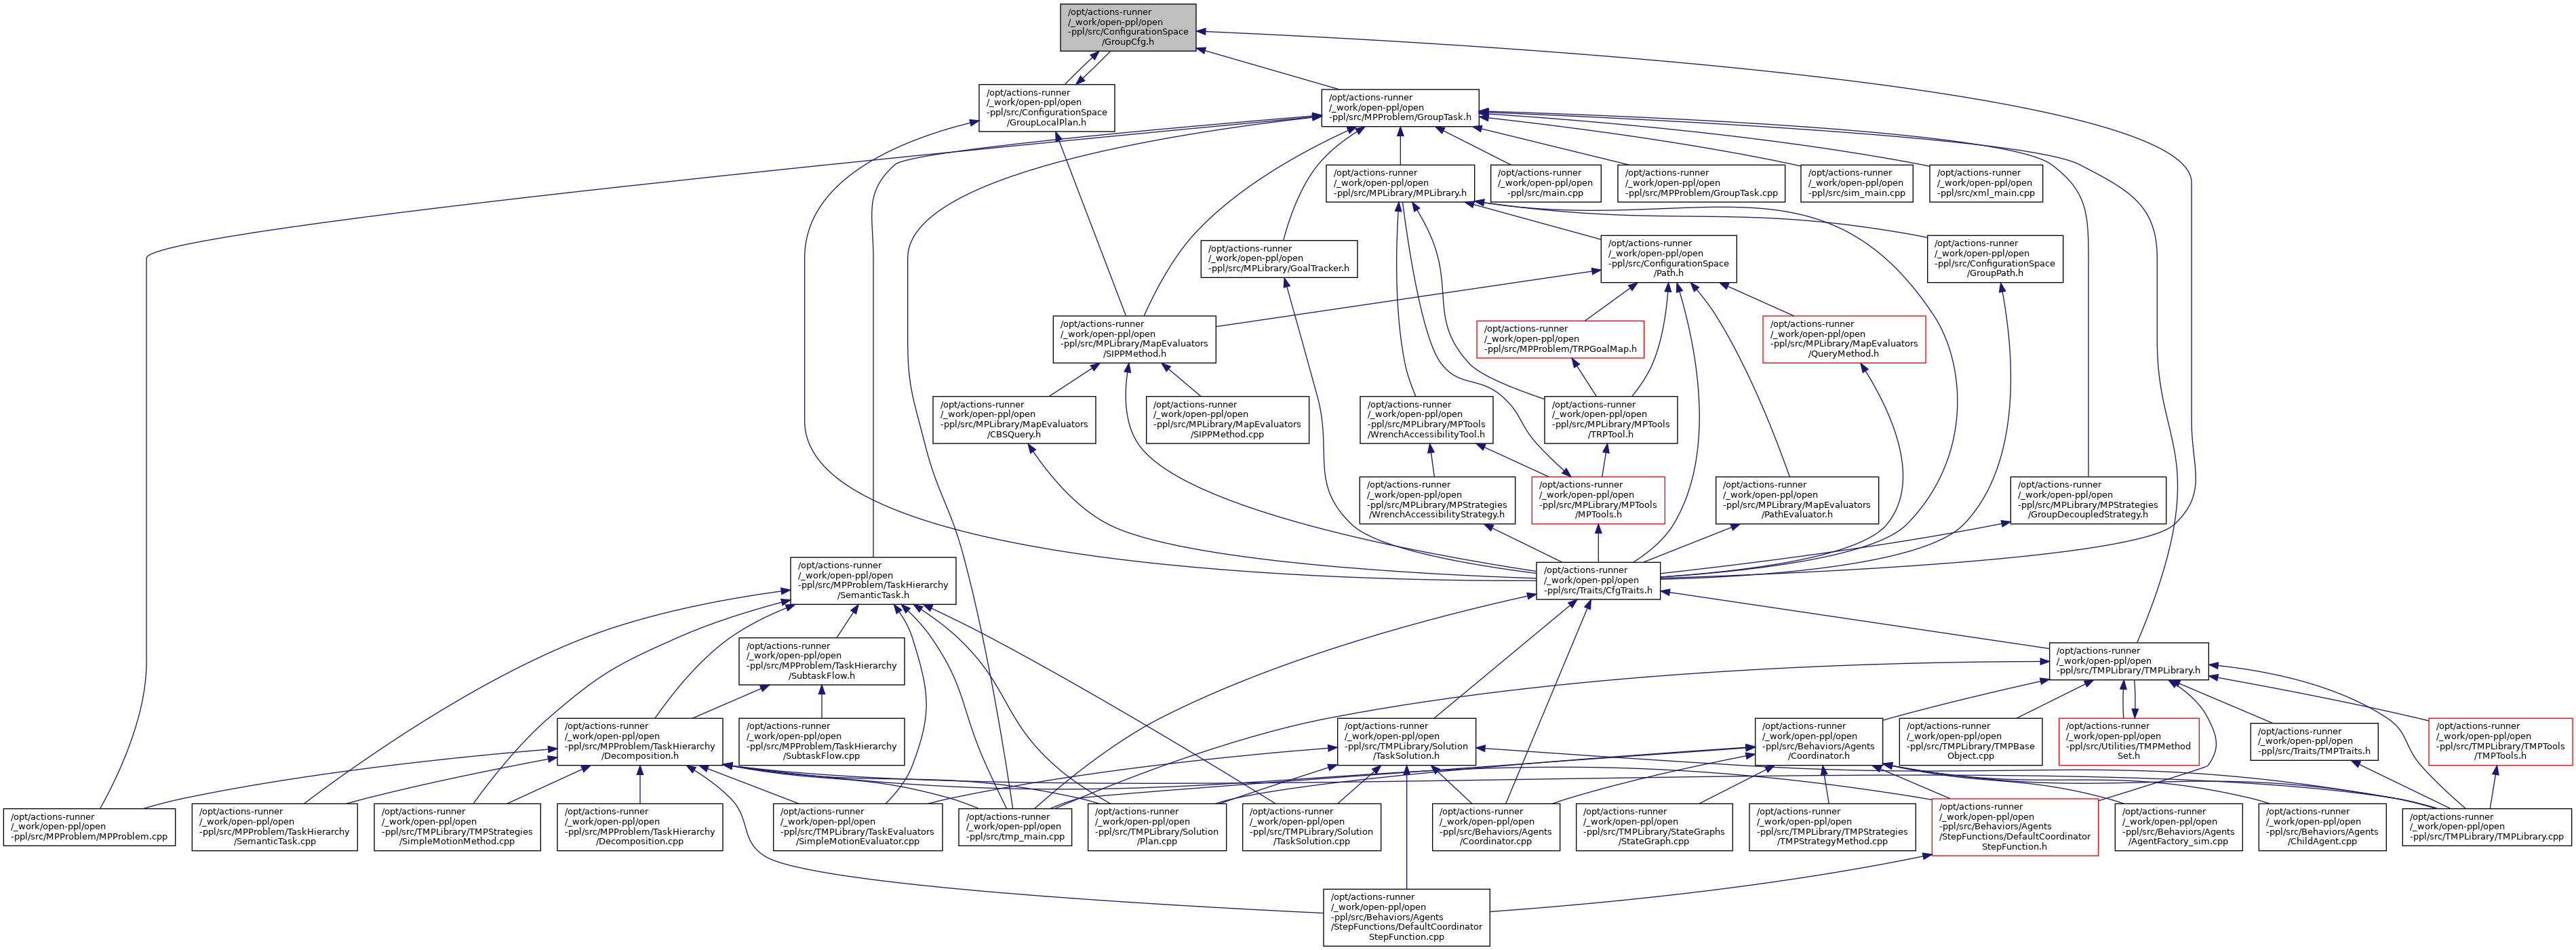 /opt/actions-runner
/_work/open-ppl/open
-ppl/src/ConfigurationSpace
/GroupCfg.h
/opt/actions-runner
/_work/open-ppl/open
-ppl/src/ConfigurationSpace
/GroupLocalPlan.h
/opt/actions-runner
/_work/open-ppl/open
-ppl/src/MPProblem/GroupTask.h
/opt/actions-runner
/_work/open-ppl/open
-ppl/src/MPLibrary/MPLibrary.h
/opt/actions-runner
/_work/open-ppl/open
-ppl/src/main.cpp
/opt/actions-runner
/_work/open-ppl/open
-ppl/src/MPProblem/GroupTask.cpp
/opt/actions-runner
/_work/open-ppl/open
-ppl/src/sim_main.cpp
/opt/actions-runner
/_work/open-ppl/open
-ppl/src/xml_main.cpp
/opt/actions-runner
/_work/open-ppl/open
-ppl/src/MPLibrary/GoalTracker.h
/opt/actions-runner
/_work/open-ppl/open
-ppl/src/ConfigurationSpace
/Path.h
/opt/actions-runner
/_work/open-ppl/open
-ppl/src/ConfigurationSpace
/GroupPath.h
/opt/actions-runner
/_work/open-ppl/open
-ppl/src/MPLibrary/MapEvaluators
/SIPPMethod.h
/opt/actions-runner
/_work/open-ppl/open
-ppl/src/MPProblem/TRPGoalMap.h
/opt/actions-runner
/_work/open-ppl/open
-ppl/src/MPLibrary/MapEvaluators
/QueryMethod.h
/opt/actions-runner
/_work/open-ppl/open
-ppl/src/MPLibrary/MapEvaluators
/CBSQuery.h
/opt/actions-runner
/_work/open-ppl/open
-ppl/src/MPLibrary/MapEvaluators
/SIPPMethod.cpp
/opt/actions-runner
/_work/open-ppl/open
-ppl/src/MPLibrary/MPTools
/WrenchAccessibilityTool.h
/opt/actions-runner
/_work/open-ppl/open
-ppl/src/MPLibrary/MPTools
/TRPTool.h
/opt/actions-runner
/_work/open-ppl/open
-ppl/src/MPLibrary/MPStrategies
/WrenchAccessibilityStrategy.h
/opt/actions-runner
/_work/open-ppl/open
-ppl/src/MPLibrary/MPTools
/MPTools.h
/opt/actions-runner
/_work/open-ppl/open
-ppl/src/MPLibrary/MapEvaluators
/PathEvaluator.h
/opt/actions-runner
/_work/open-ppl/open
-ppl/src/MPLibrary/MPStrategies
/GroupDecoupledStrategy.h
/opt/actions-runner
/_work/open-ppl/open
-ppl/src/MPProblem/TaskHierarchy
/SemanticTask.h
/opt/actions-runner
/_work/open-ppl/open
-ppl/src/Traits/CfgTraits.h
/opt/actions-runner
/_work/open-ppl/open
-ppl/src/MPProblem/TaskHierarchy
/SubtaskFlow.h
/opt/actions-runner
/_work/open-ppl/open
-ppl/src/TMPLibrary/TMPLibrary.h
/opt/actions-runner
/_work/open-ppl/open
-ppl/src/MPProblem/TaskHierarchy
/Decomposition.h
/opt/actions-runner
/_work/open-ppl/open
-ppl/src/MPProblem/TaskHierarchy
/SubtaskFlow.cpp
/opt/actions-runner
/_work/open-ppl/open
-ppl/src/TMPLibrary/Solution
/TaskSolution.h
/opt/actions-runner
/_work/open-ppl/open
-ppl/src/Behaviors/Agents
/Coordinator.h
/opt/actions-runner
/_work/open-ppl/open
-ppl/src/TMPLibrary/TMPBase
Object.cpp
/opt/actions-runner
/_work/open-ppl/open
-ppl/src/Utilities/TMPMethod
Set.h
/opt/actions-runner
/_work/open-ppl/open
-ppl/src/Traits/TMPTraits.h
/opt/actions-runner
/_work/open-ppl/open
-ppl/src/TMPLibrary/TMPTools
/TMPTools.h
/opt/actions-runner
/_work/open-ppl/open
-ppl/src/MPProblem/MPProblem.cpp
/opt/actions-runner
/_work/open-ppl/open
-ppl/src/MPProblem/TaskHierarchy
/SemanticTask.cpp
/opt/actions-runner
/_work/open-ppl/open
-ppl/src/TMPLibrary/TMPStrategies
/SimpleMotionMethod.cpp
/opt/actions-runner
/_work/open-ppl/open
-ppl/src/MPProblem/TaskHierarchy
/Decomposition.cpp
/opt/actions-runner
/_work/open-ppl/open
-ppl/src/TMPLibrary/TaskEvaluators
/SimpleMotionEvaluator.cpp
/opt/actions-runner
/_work/open-ppl/open
-ppl/src/tmp_main.cpp
/opt/actions-runner
/_work/open-ppl/open
-ppl/src/TMPLibrary/Solution
/Plan.cpp
/opt/actions-runner
/_work/open-ppl/open
-ppl/src/TMPLibrary/Solution
/TaskSolution.cpp
/opt/actions-runner
/_work/open-ppl/open
-ppl/src/Behaviors/Agents
/Coordinator.cpp
/opt/actions-runner
/_work/open-ppl/open
-ppl/src/TMPLibrary/StateGraphs
/StateGraph.cpp
/opt/actions-runner
/_work/open-ppl/open
-ppl/src/TMPLibrary/TMPStrategies
/TMPStrategyMethod.cpp
/opt/actions-runner
/_work/open-ppl/open
-ppl/src/Behaviors/Agents
/StepFunctions/DefaultCoordinator
StepFunction.h
/opt/actions-runner
/_work/open-ppl/open
-ppl/src/Behaviors/Agents
/AgentFactory_sim.cpp
/opt/actions-runner
/_work/open-ppl/open
-ppl/src/Behaviors/Agents
/ChildAgent.cpp
/opt/actions-runner
/_work/open-ppl/open
-ppl/src/TMPLibrary/TMPLibrary.cpp
/opt/actions-runner
/_work/open-ppl/open
-ppl/src/Behaviors/Agents
/StepFunctions/DefaultCoordinator
StepFunction.cpp